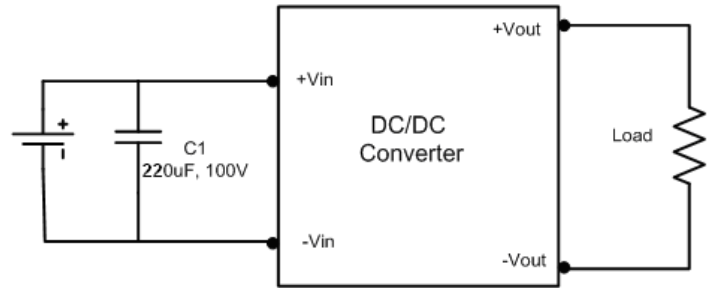 +Vout
+Vin
DC/DC
Converter
Load
+
C1
220uF, 100V
-Vin
-Vout